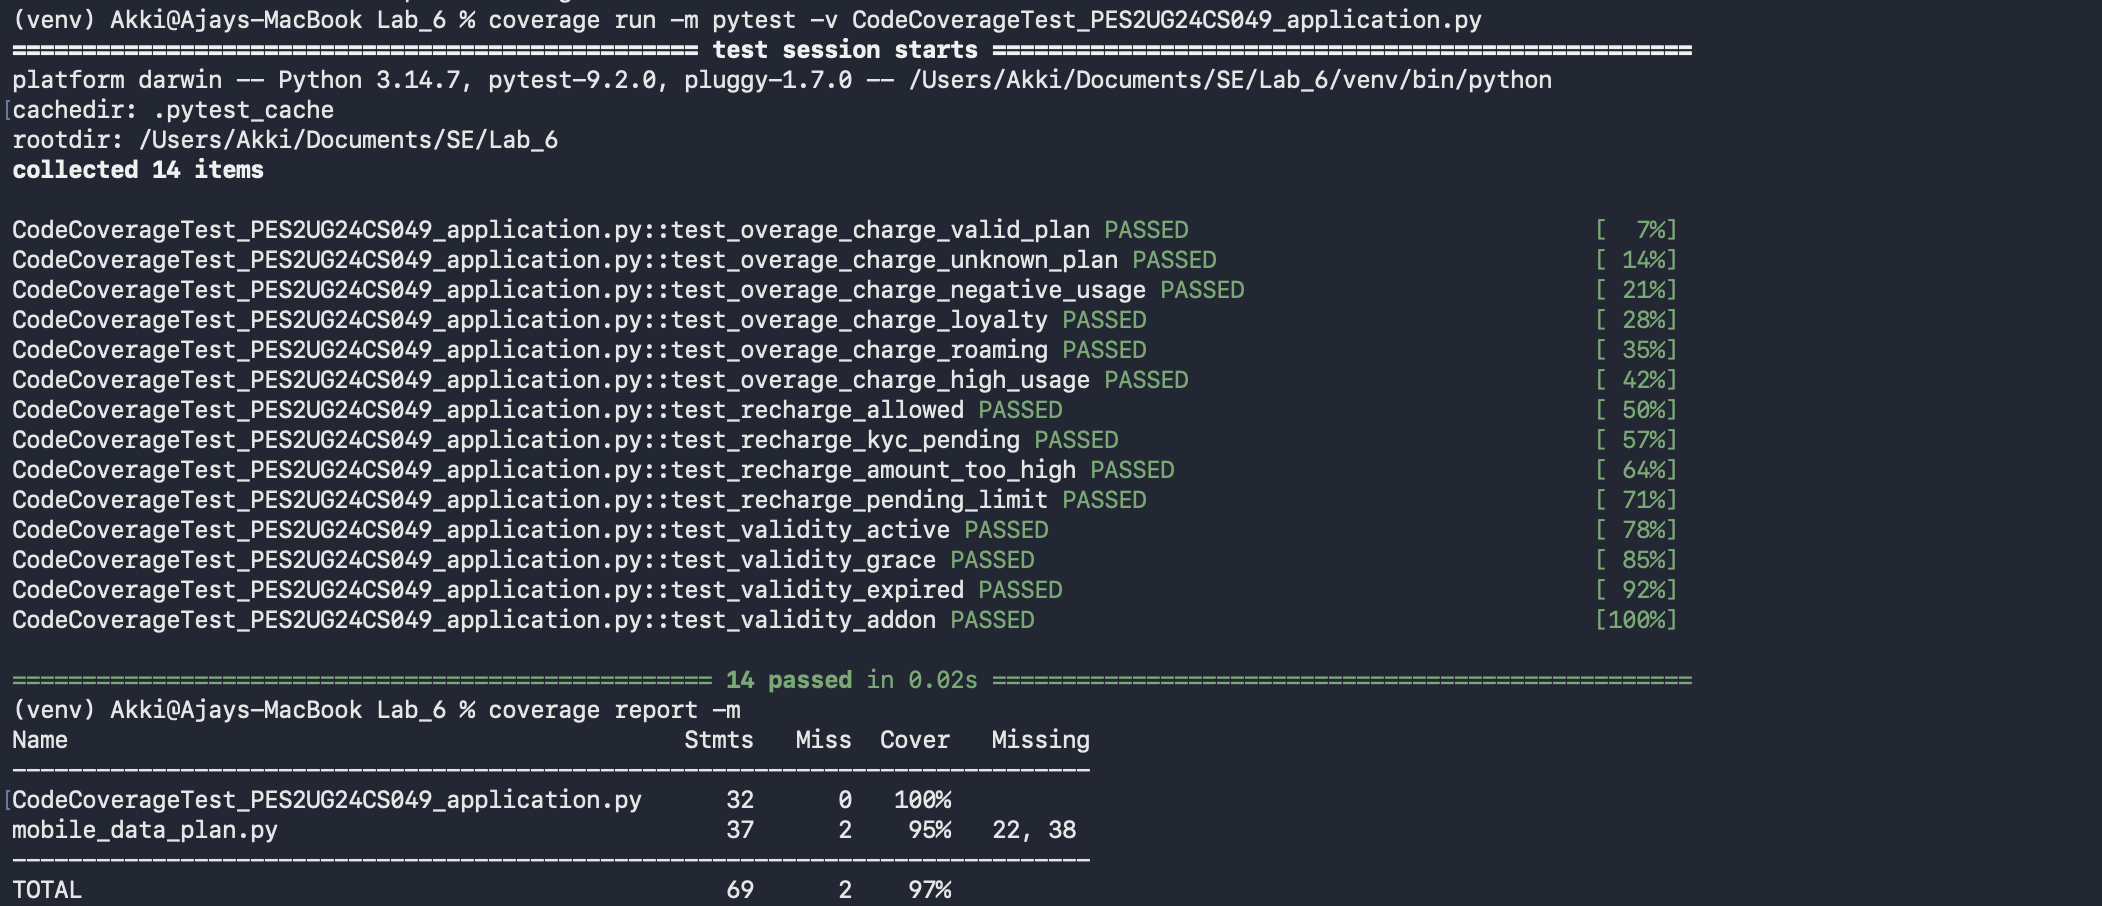 (venv) Akki@Ajays-MacBook Lab_6 % coverage run -m pytest -v CodeCoverageTest_PES2UG24CS049_application.py
================================================= test session starts ==================================================
platform darwin -- Python 3.14.7, pytest-9.2.0, pluggy-1.7.0 -- /Users/Akki/Documents/SE/Lab_6/venv/bin/python
[cachedir: .pytest_cache
rootdir: /Users/Akki/Documents/SE/Lab_6
collected 14 items
CodeCoverageTest_PES2UG24CS049_application.py::test_overage_charge_valid_plan PASSED [  7%]
CodeCoverageTest_PES2UG24CS049_application.py::test_overage_charge_unknown_plan PASSED [ 14%]
CodeCoverageTest_PES2UG24CS049_application.py::test_overage_charge_negative_usage PASSED [ 21%]
CodeCoverageTest_PES2UG24CS049_application.py::test_overage_charge_loyalty PASSED [ 28%]
CodeCoverageTest_PES2UG24CS049_application.py::test_overage_charge_roaming PASSED [ 35%]
CodeCoverageTest_PES2UG24CS049_application.py::test_overage_charge_high_usage PASSED [ 42%]
CodeCoverageTest_PES2UG24CS049_application.py::test_recharge_allowed PASSED [ 50%]
CodeCoverageTest_PES2UG24CS049_application.py::test_recharge_kyc_pending PASSED [ 57%]
CodeCoverageTest_PES2UG24CS049_application.py::test_recharge_amount_too_high PASSED [ 64%]
CodeCoverageTest_PES2UG24CS049_application.py::test_recharge_pending_limit PASSED [ 71%]
CodeCoverageTest_PES2UG24CS049_application.py::test_validity_active PASSED [ 78%]
CodeCoverageTest_PES2UG24CS049_application.py::test_validity_grace PASSED [ 85%]
CodeCoverageTest_PES2UG24CS049_application.py::test_validity_expired PASSED [ 92%]
CodeCoverageTest_PES2UG24CS049_application.py::test_validity_addon PASSED [100%]
================================================== 14 passed in 0.02s ==================================================
(venv) Akki@Ajays-MacBook Lab_6 % coverage report -m
Name                                            Stmts   Miss  Cover   Missing
-----------------------------------------------------------------------------
[CodeCoverageTest_PES2UG24CS049_application.py      32      0   100%
mobile_data_plan.py                                37      2    95%   22, 38
-----------------------------------------------------------------------------
TOTAL                                              69      2    97%